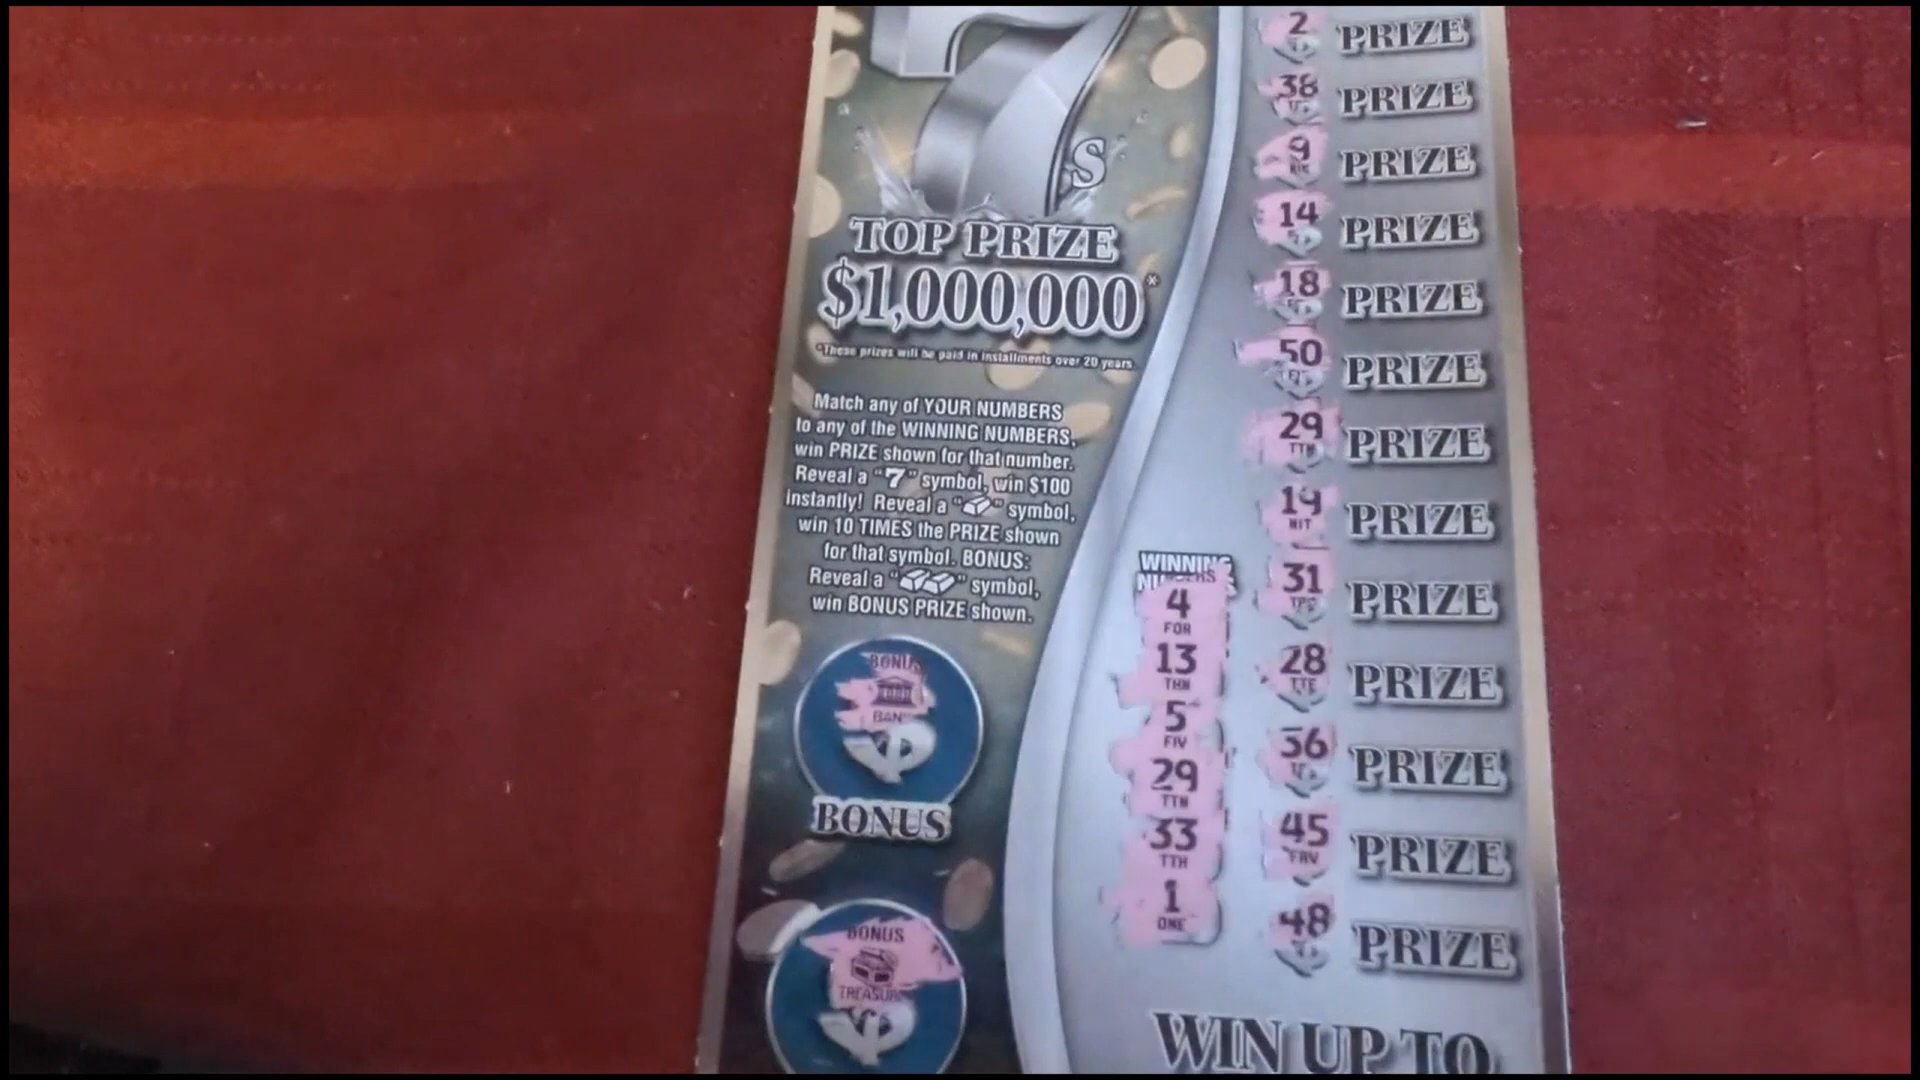 7s
TOP PRIZE
$1,000,000*
*These prizes will be paid in installments over 20 years.
Match any of YOUR NUMBERS
to any of the WINNING NUMBERS,
win PRIZE shown for that number.
Reveal a "7" symbol, win $100
instantly! Reveal a " " symbol,
win 10 TIMES the PRIZE shown
for that symbol. BONUS:
Reveal a " " symbol,
win BONUS PRIZE shown.
BONUS
BANK
BONUS
BONUS
TREASURE
WINNING
NUMBERS
4
FOR
13
THN
5
FIV
29
TTN
33
TTH
1
ONE
2 PRIZE
38 PRIZE
9 PRIZE
14 PRIZE
18 PRIZE
50 PRIZE
29 PRIZE
TTN
19 PRIZE
NIT
31 PRIZE
28 PRIZE
TTE
36 PRIZE
45 PRIZE
FRV
48 PRIZE
WIN UP TO